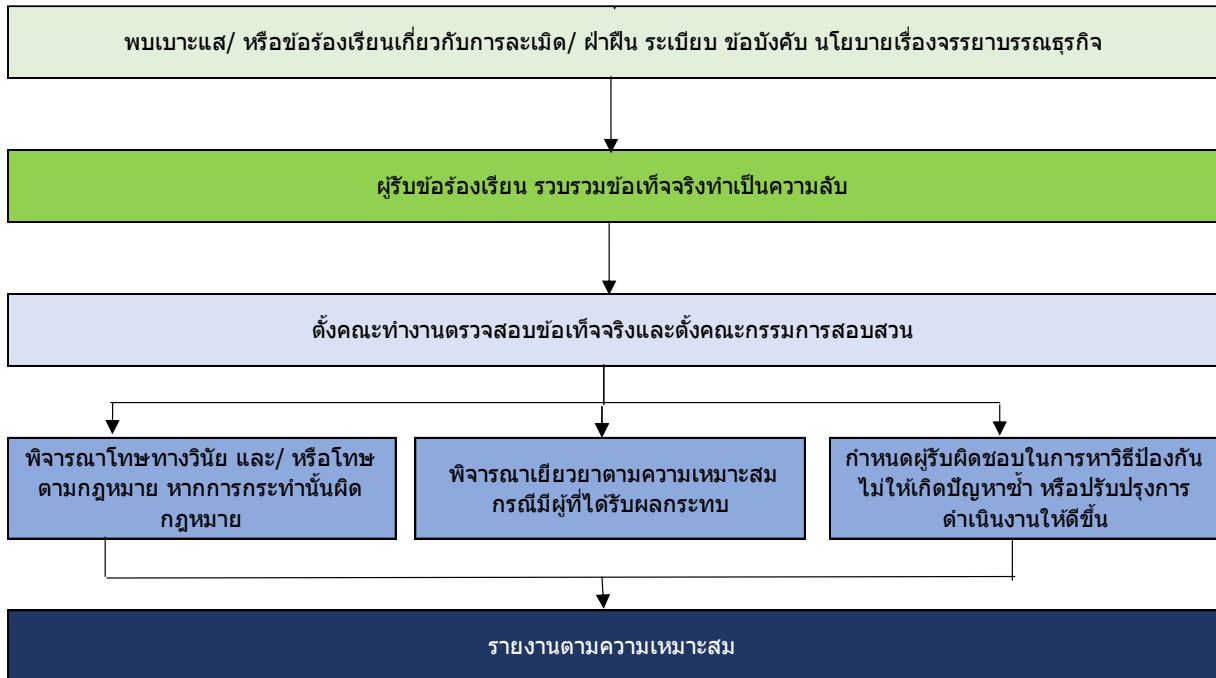 พบเบาะแส/ หรือข้อร้องเรียนเกี่ยวกับการละเมิด/ ฝ่าฝืน ระเบียบ ข้อบังคับ นโยบายเรื่องจรรยาบรรณธุรกิจ
ผู้รับข้อร้องเรียน รวบรวมข้อเท็จจริงทำเป็นความลับ
ตั้งคณะทำงานตรวจสอบข้อเท็จจริงและตั้งคณะกรรมการสอบสวน
พิจารณาโทษทางวินัย และ/ หรือโทษ
ตามกฎหมาย หากการกระทำนั้นผิด
กฎหมาย
พิจารณาเยียวยาตามความเหมาะสม
กรณีมีผู้ที่ได้รับผลกระทบ
กำหนดผู้รับผิดชอบในการหาวิธีป้องกัน
ไม่ให้เกิดปัญหาซ้ำ หรือปรับปรุงการ
ดำเนินงานให้ดีขึ้น
รายงานตามความเหมาะสม